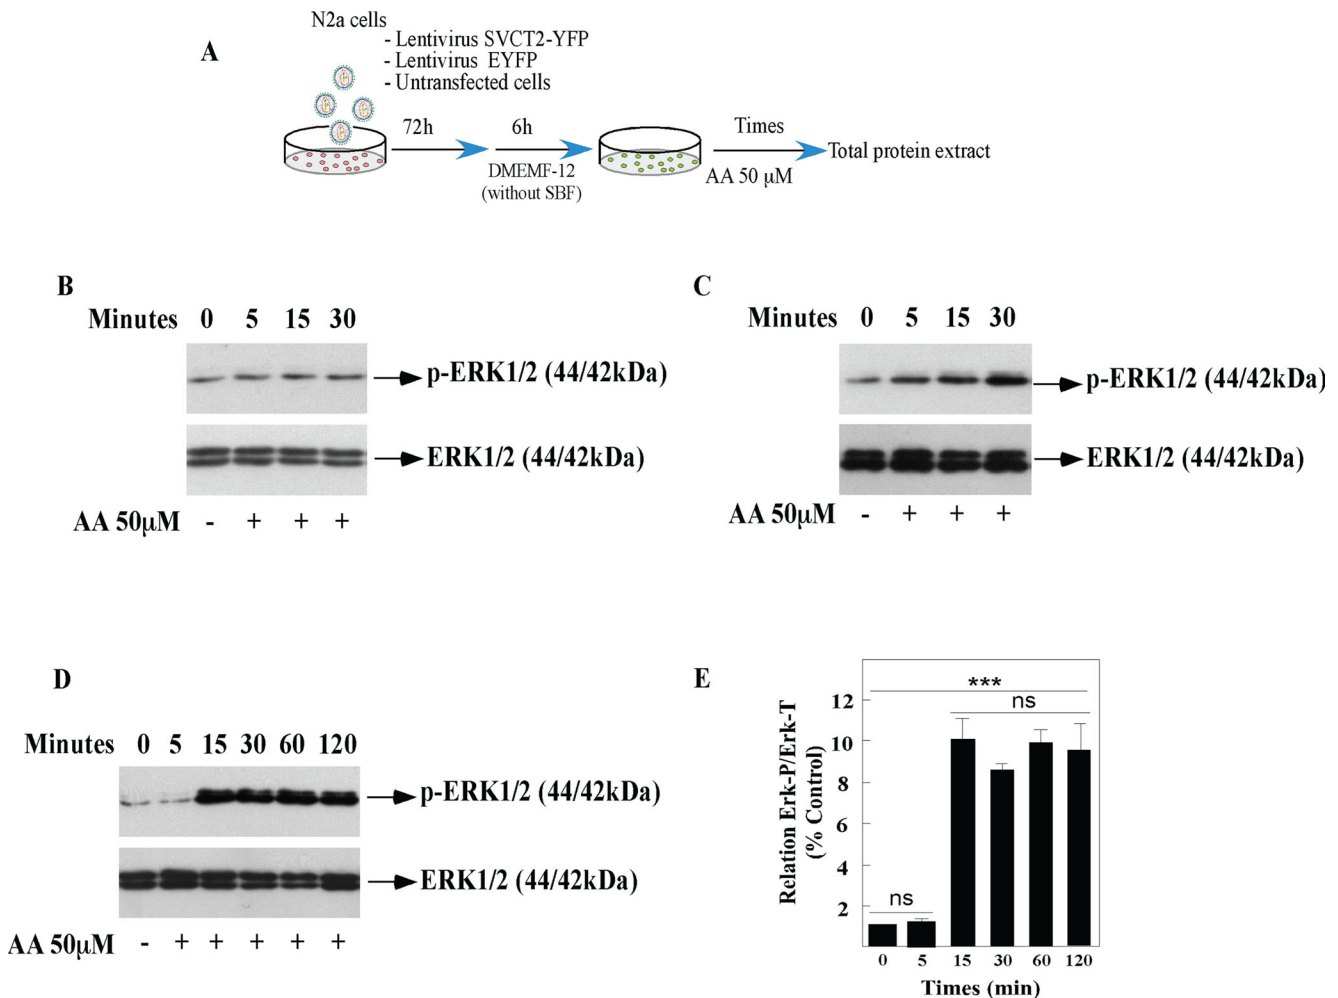 A
N2a cells
- Lentivirus SVCT2-YFP
- Lentivirus EYFP
- Untransfected cells
72h
6h
DMEMF-12
(without SBF)
Times
AA 50 µM
Total protein extract
B
Minutes 0 5 15 30
p-ERK1/2 (44/42kDa)
ERK1/2 (44/42kDa)
AA 50µM - + + +
C
Minutes 0 5 15 30
p-ERK1/2 (44/42kDa)
ERK1/2 (44/42kDa)
AA 50µM - + + +
D
Minutes 0 5 15 30 60 120
p-ERK1/2 (44/42kDa)
ERK1/2 (44/42kDa)
AA 50µM - + + + + +
E
Relation Erk-P/Erk-T
(% Control)
***
ns
ns
12
10
8
6
4
2
0 5 15 30 60 120
Times (min)